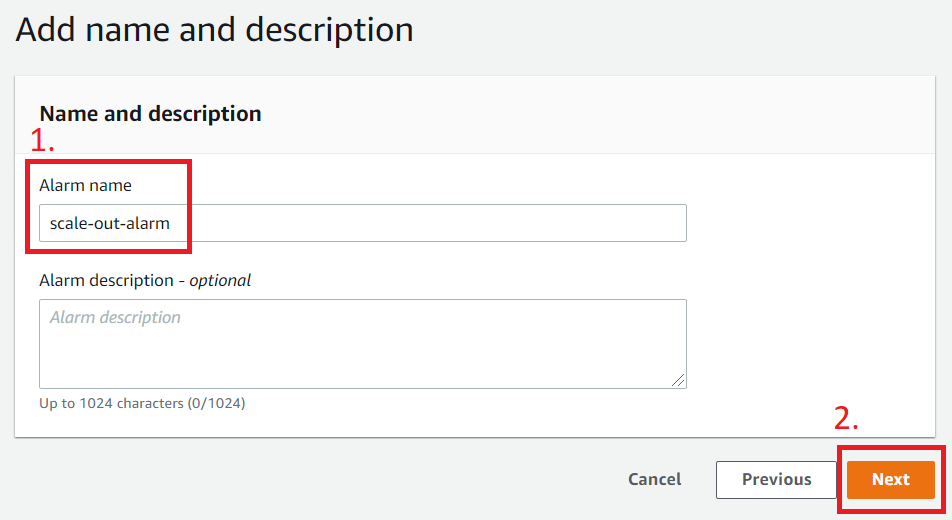 Add name and description
Name and description
1.
Alarm name
scale-out-alarm
Alarm description - optional
Alarm description
Up to 1024 characters (0/1024)
2.
Cancel
Previous
Next